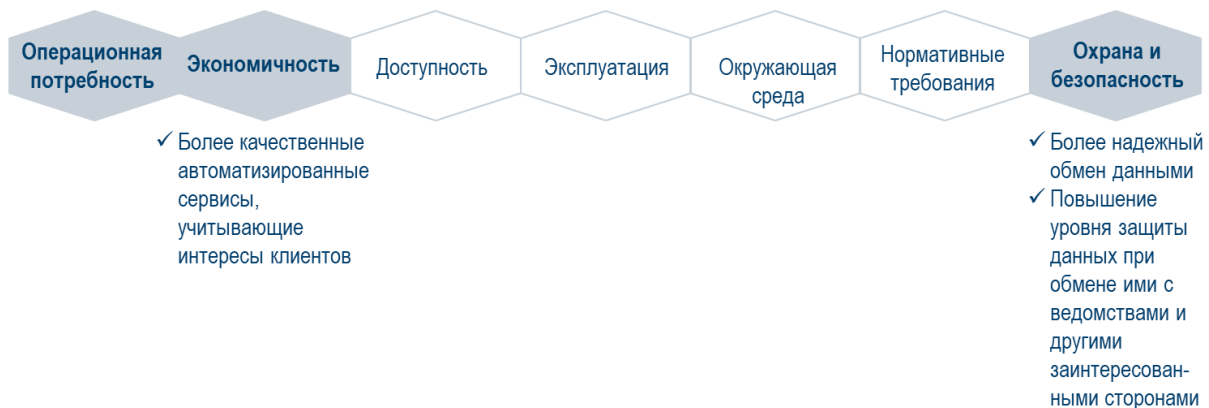 Операционная
потребность
Экономичность
Доступность
Эксплуатация
Окружающая
среда
Нормативные
требования
Охрана и
безопасность
✓ Более качественные
автоматизированные
сервисы,
учитывающие
интересы клиентов
✓ Более надежный
обмен данными
✓ Повышение
уровня защиты
данных при
обмене ими с
ведомствами и
другими
заинтересован-
ными сторонами